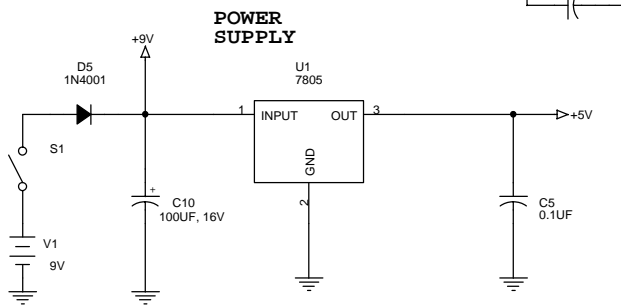 POWER
SUPPLY
+9V
D5
1N4001
U1
7805
1
INPUT
OUT
3
+5V
GND
2
S1
+
C10
100UF, 16V
C5
0.1UF
V1
9V